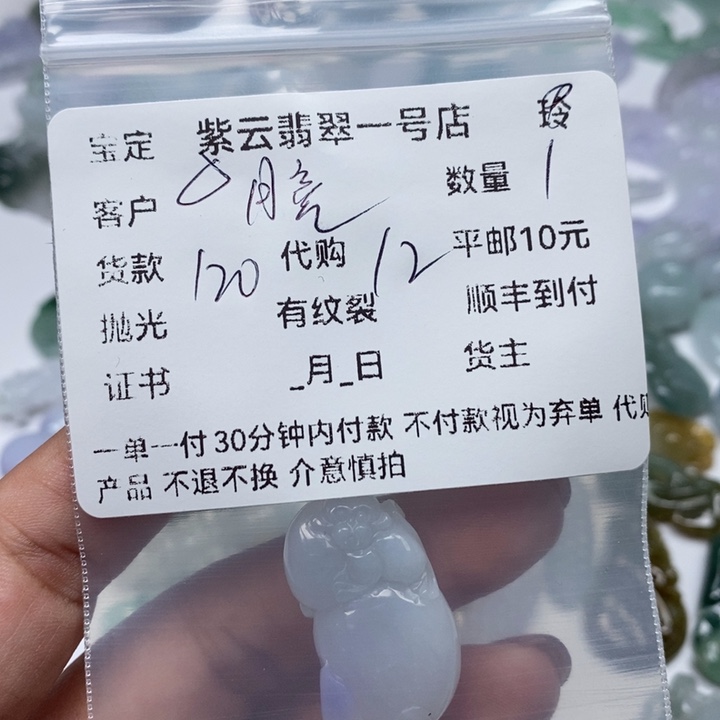 宝定 紫云翡翠一号店 玲
客户 月亮 数量 1
货款 120 代购 12 平邮10元
抛光 有纹裂 顺丰到付
证书 _月_日 货主
一单一付 30分钟内付款 不付款视为弃单 代
产品 不退不换 介意慎拍